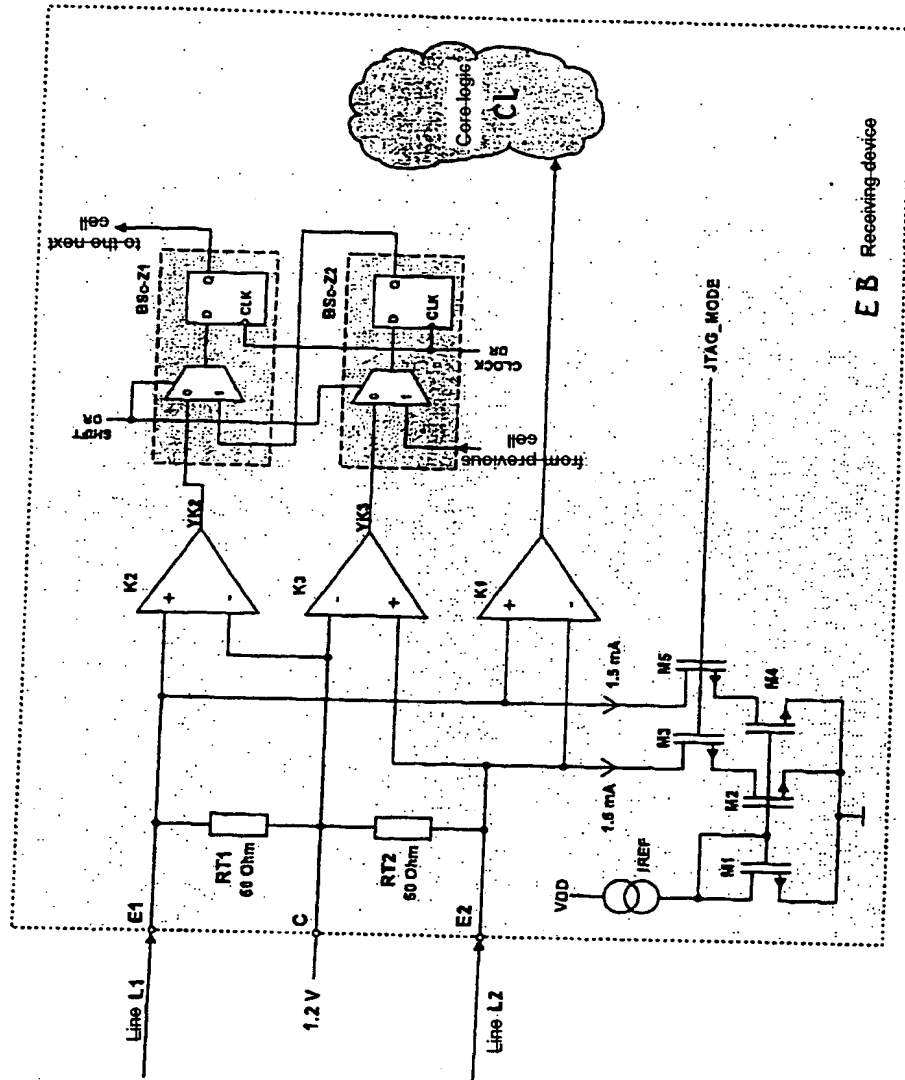 Line L1
E1
1.2 V
C
Line L2
E2
RT1
60 Ohm
RT2
50 Ohm
K2
+
-
YK2
K3
-
+
YK3
K1
+
-
SHIFT
DR
BSc-Z1
0
1
D
Q
CLK
to the next
cell
BSc-Z2
0
1
D
Q
CLK
CLOCK
DR
from previous
cell
Core logic
CL
1.5 mA
1.6 mA
M5
M3
M4
M2
M1
VDD
IREF
JTAG_MODE
EB Receiving device